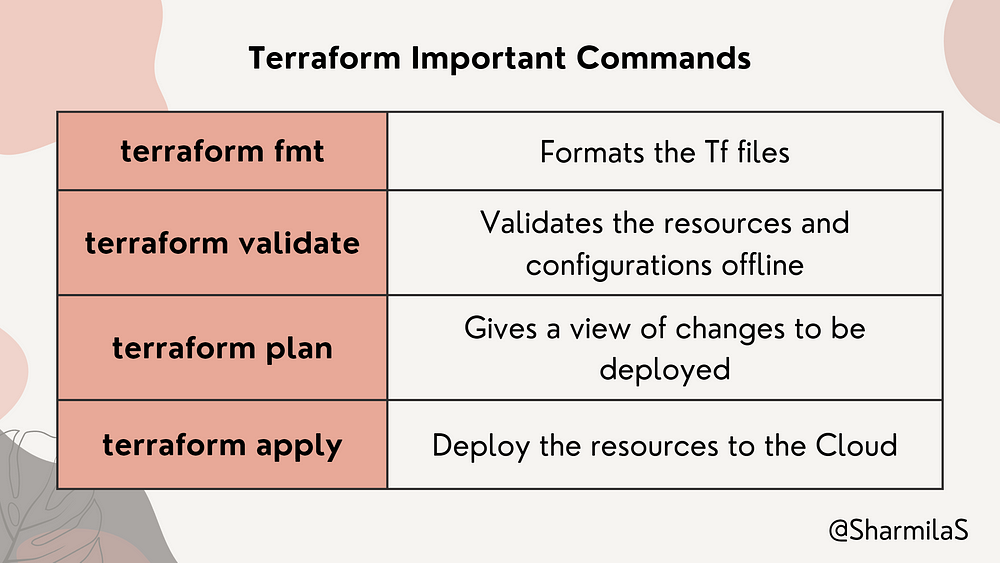 Terraform Important Commands
terraform fmt
Formats the Tf files
terraform validate
Validates the resources and
configurations offline
terraform plan
Gives a view of changes to be
deployed
terraform apply
Deploy the resources to the Cloud
@SharmilaS